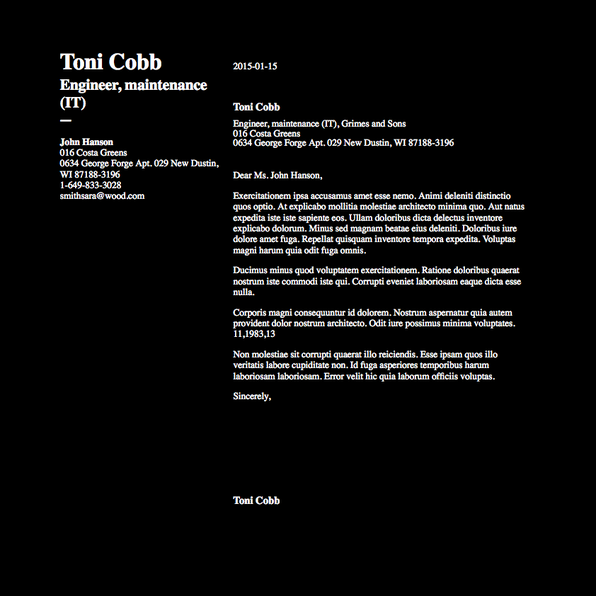 Toni Cobb
Engineer, maintenance
(IT)
John Hanson
016 Costa Greens
0634 George Forge Apt. 029 New Dustin,
WI 87188-3196
1-649-833-3028
smithsara@wood.com
2015-01-15
Toni Cobb
Engineer, maintenance (IT), Grimes and Sons
016 Costa Greens
0634 George Forge Apt. 029 New Dustin, WI 87188-3196
Dear Ms. John Hanson,
Exercitationem ipsa accusamus amet esse nemo. Animi deleniti distinctio
quos optio. At explicabo mollitia molestiae architecto minima quo. Aut natus
expedita iste iste sapiente eos. Ullam doloribus dicta delectus inventore
explicabo dolorum. Minus sed magnam beatae eius deleniti. Doloribus iure
dolore amet fuga. Repellat quisquam inventore tempora expedita. Voluptas
magni harum quia odit fuga omnis.
Ducimus minus quod voluptatem exercitationem. Ratione doloribus quaerat
nostrum iste commodi iste qui. Corrupti eveniet laboriosam eaque dicta esse
nulla.
Corporis magni consequuntur id dolorem. Nostrum aspernatur quia autem
provident dolor nostrum architecto. Odit iure possimus minima voluptates.
11,1983,13
Non molestiae sit corrupti quaerat illo reiciendis. Esse ipsam quos illo
veritatis labore cupiditate non. Id fuga asperiores temporibus harum
laboriosam laboriosam. Error velit hic quia laborum officiis voluptas.
Sincerely,
Toni Cobb